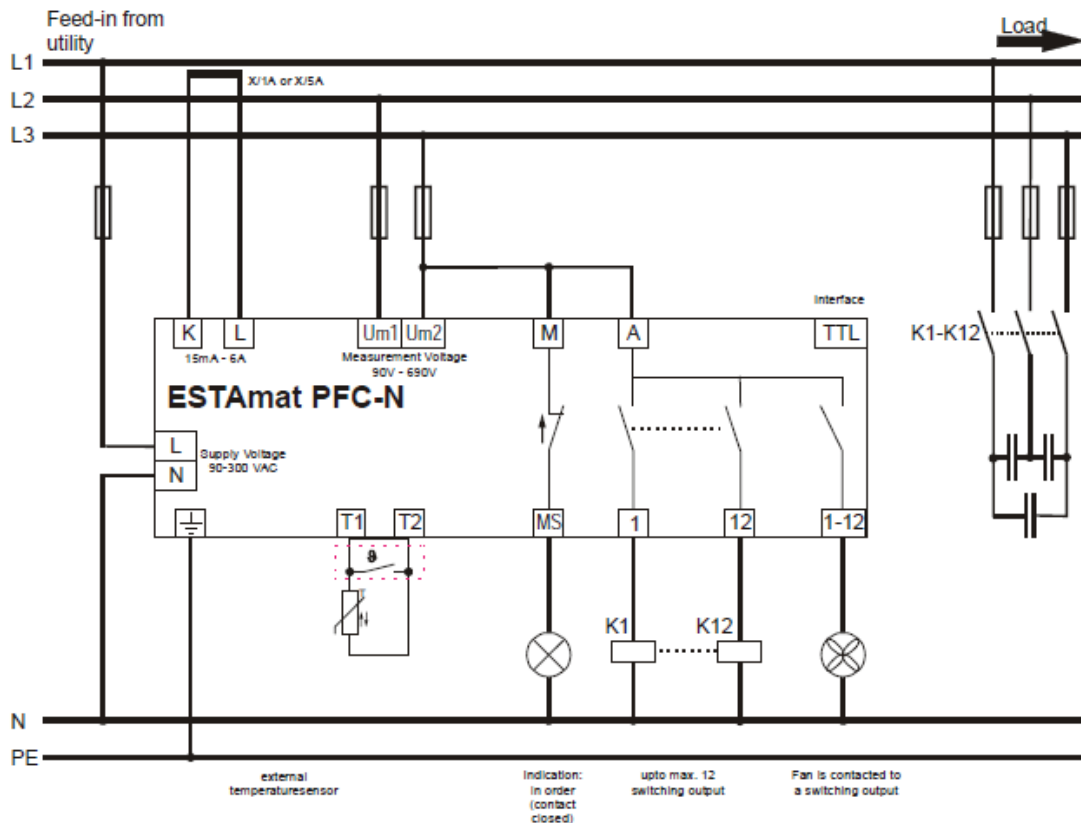 Feed-in from
utility
Load
L1
X/1A or X/5A
L2
L3
Interface
K L Um1 Um2 M A TTL
K1-K12
15mA - 6A
Measurement Voltage
90V - 690V
ESTAmat PFC-N
L
Supply Voltage
90-300 VAC
N
T1 T2 MS 1 12 1-12
ϑ
K1 K12
N
PE
external
temperaturesensor
Indication:
In order
(contact
closed)
upto max. 12
switching output
Fan is contacted to
a switching output